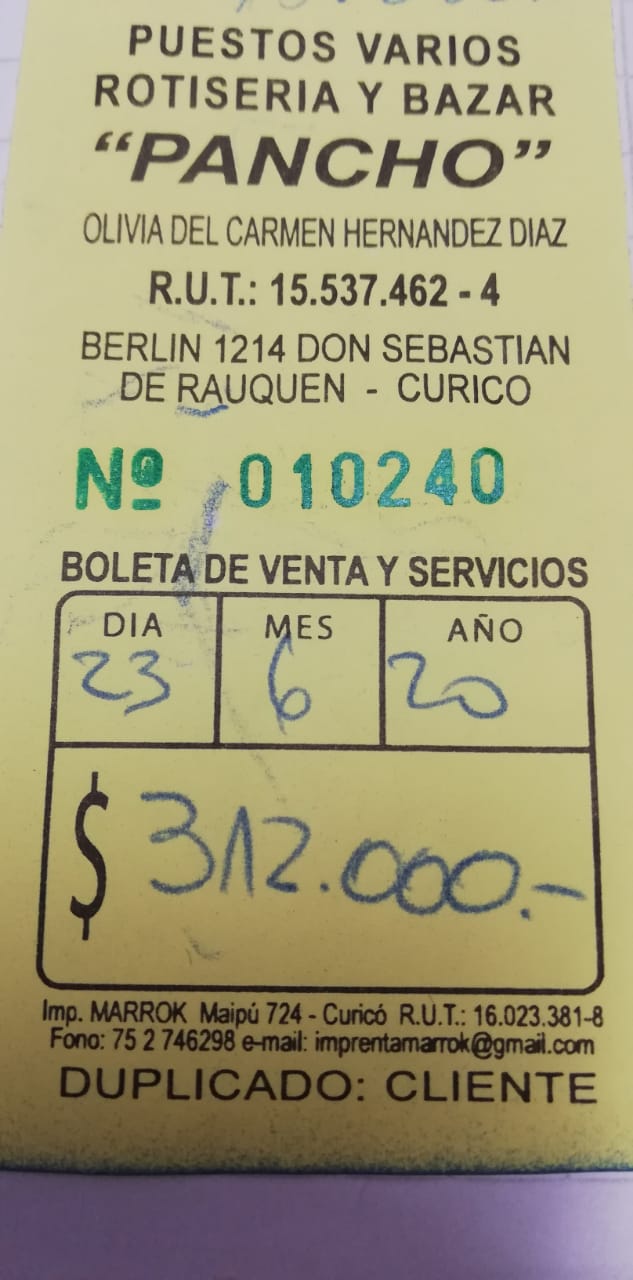 PUESTOS VARIOS
ROTISERIA Y BAZAR
"PANCHO"
OLIVIA DEL CARMEN HERNANDEZ DIAZ
R.U.T.: 15.537.462 - 4
BERLIN 1214 DON SEBASTIAN
DE RAUQUEN - CURICO
Nº 010240
BOLETA DE VENTA Y SERVICIOS
DIA MES AÑO
23 6 20
$ 312.000.-
Imp. MARROK Maipú 724 - Curicó R.U.T.: 16.023.381-8
Fono: 75 2 746298 e-mail: imprentamarrok@gmail.com
DUPLICADO: CLIENTE